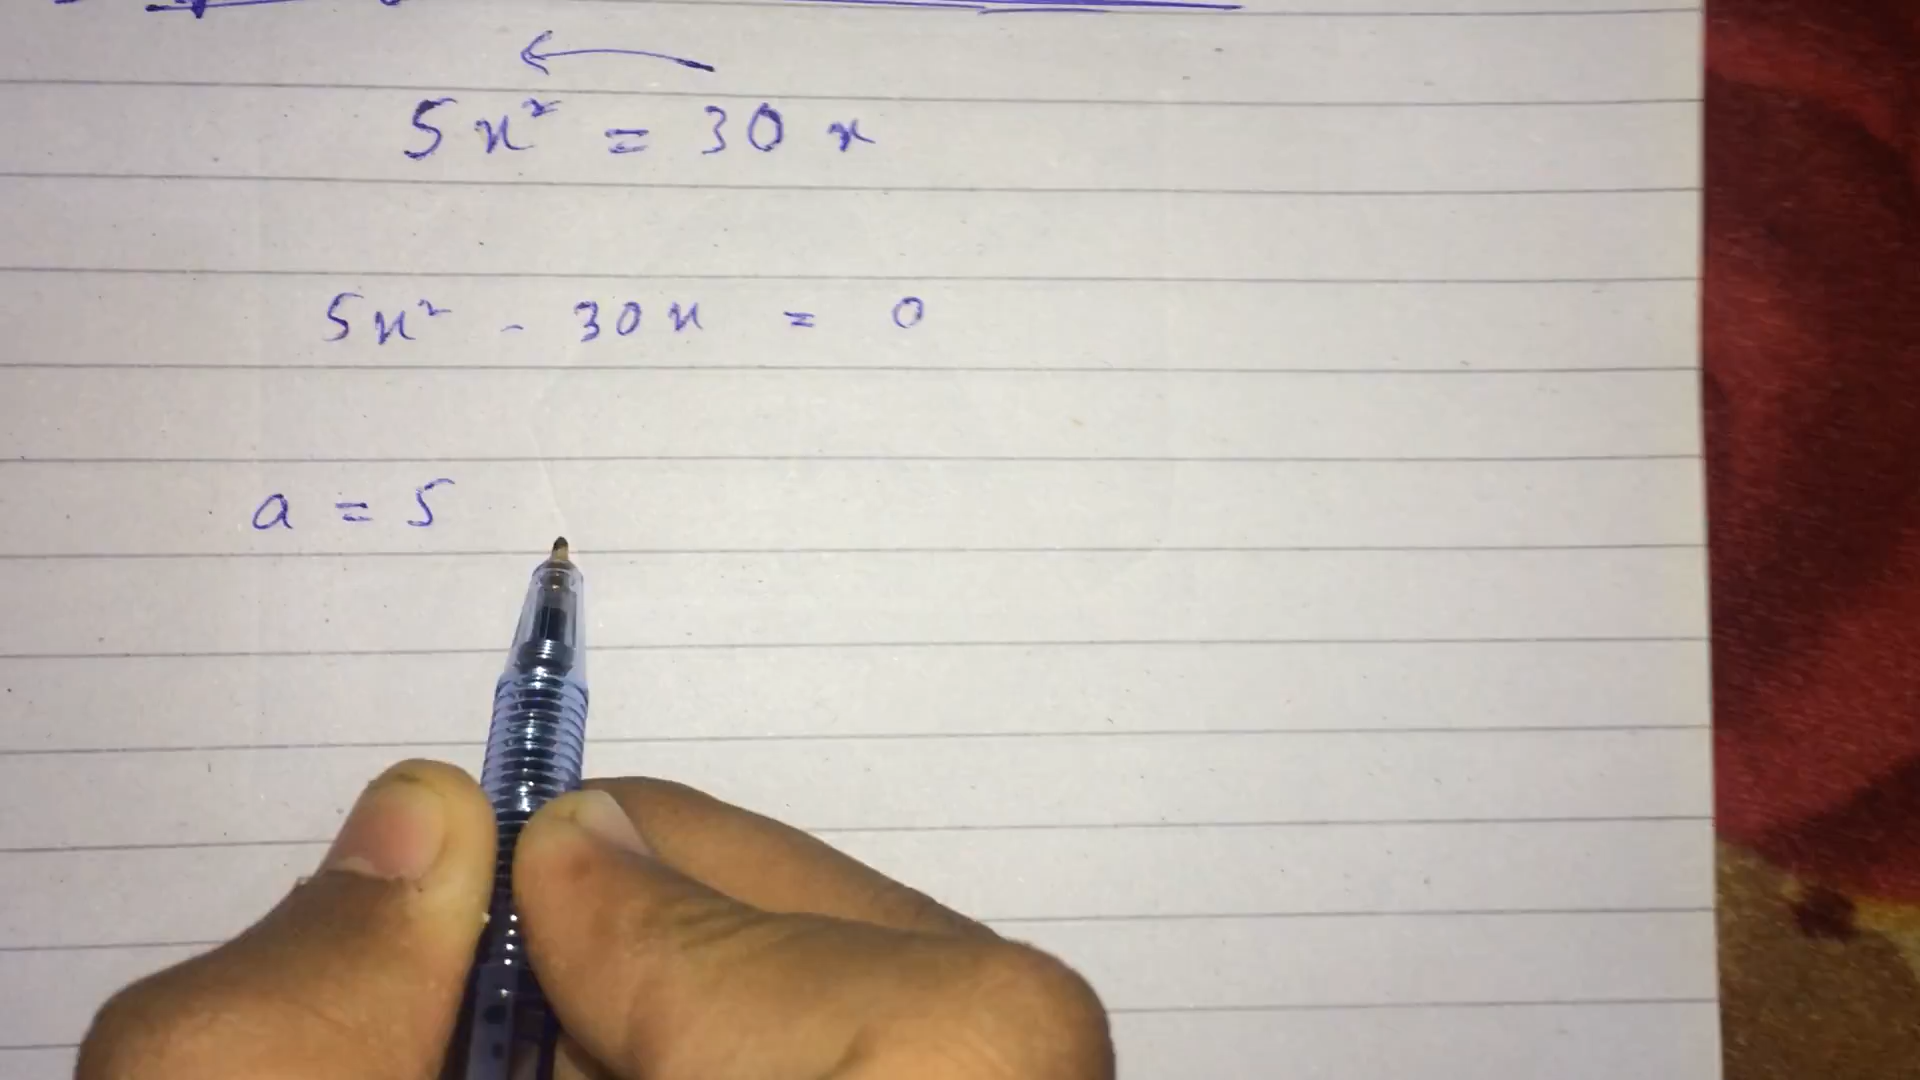 5x² = 30x
5x² - 30x = 0
a = 5